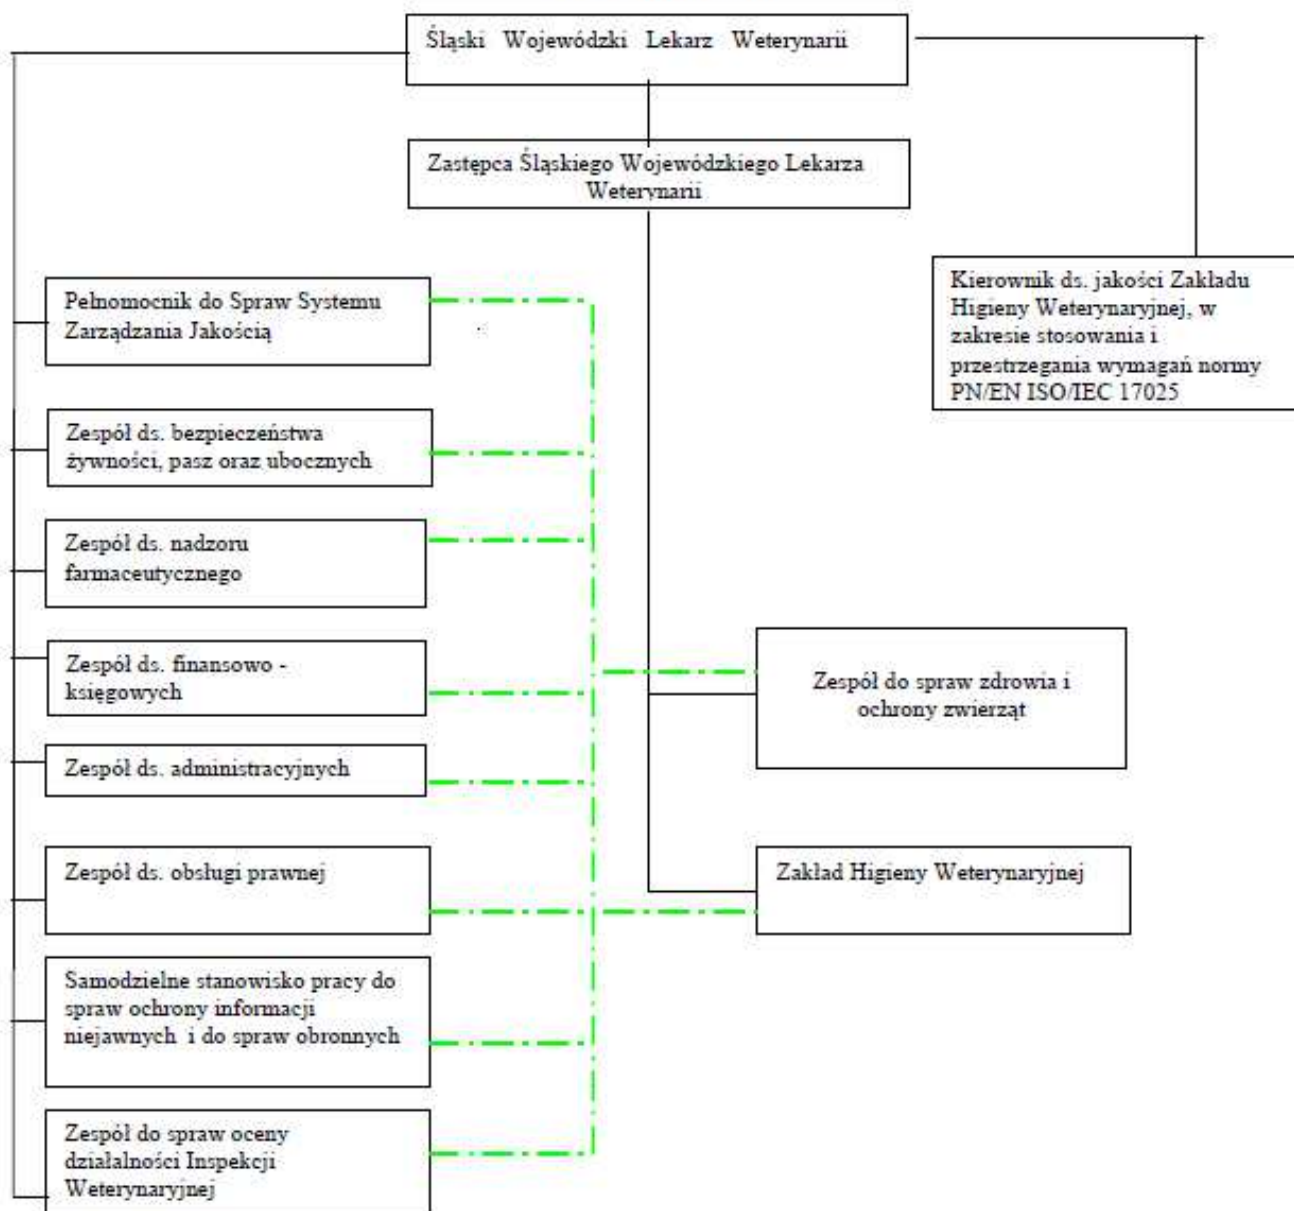 Śląski Wojewódzki Lekarz Weterynarii
Zastępca Śląskiego Wojewódzkiego Lekarza
Weterynarii
Kierownik ds. jakości Zakładu
Higieny Weterynaryjnej, w
zakresie stosowania i
przestrzegania wymagań normy
PN/EN ISO/IEC 17025
Pełnomocnik do Spraw Systemu
Zarządzania Jakością
Zespół ds. bezpieczeństwa
żywności, pasz oraz ubocznych
Zespół ds. nadzoru
farmaceutycznego
Zespół ds. finansowo -
księgowych
Zespół do spraw zdrowia i
ochrony zwierząt
Zespół ds. administracyjnych
Zespół ds. obsługi prawnej
Zakład Higieny Weterynaryjnej
Samodzielne stanowisko pracy do
spraw ochrony informacji
niejawnych i do spraw obronnych
Zespół do spraw oceny
działalności Inspekcji
Weterynaryjnej